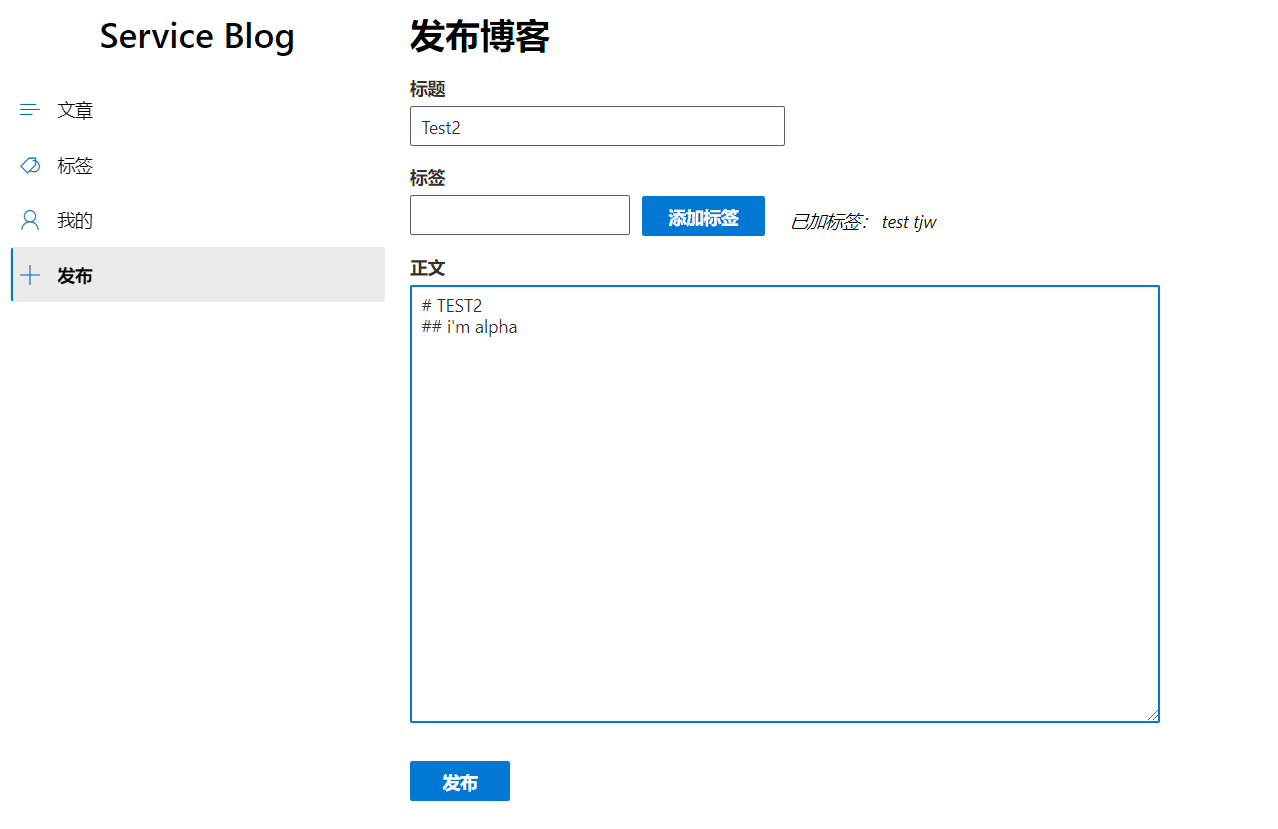 Service Blog
文章
标签
我的
发布
发布博客
标题
Test2
标签
添加标签
已加标签： test tjw
正文
# TEST2
## i'm alpha
发布